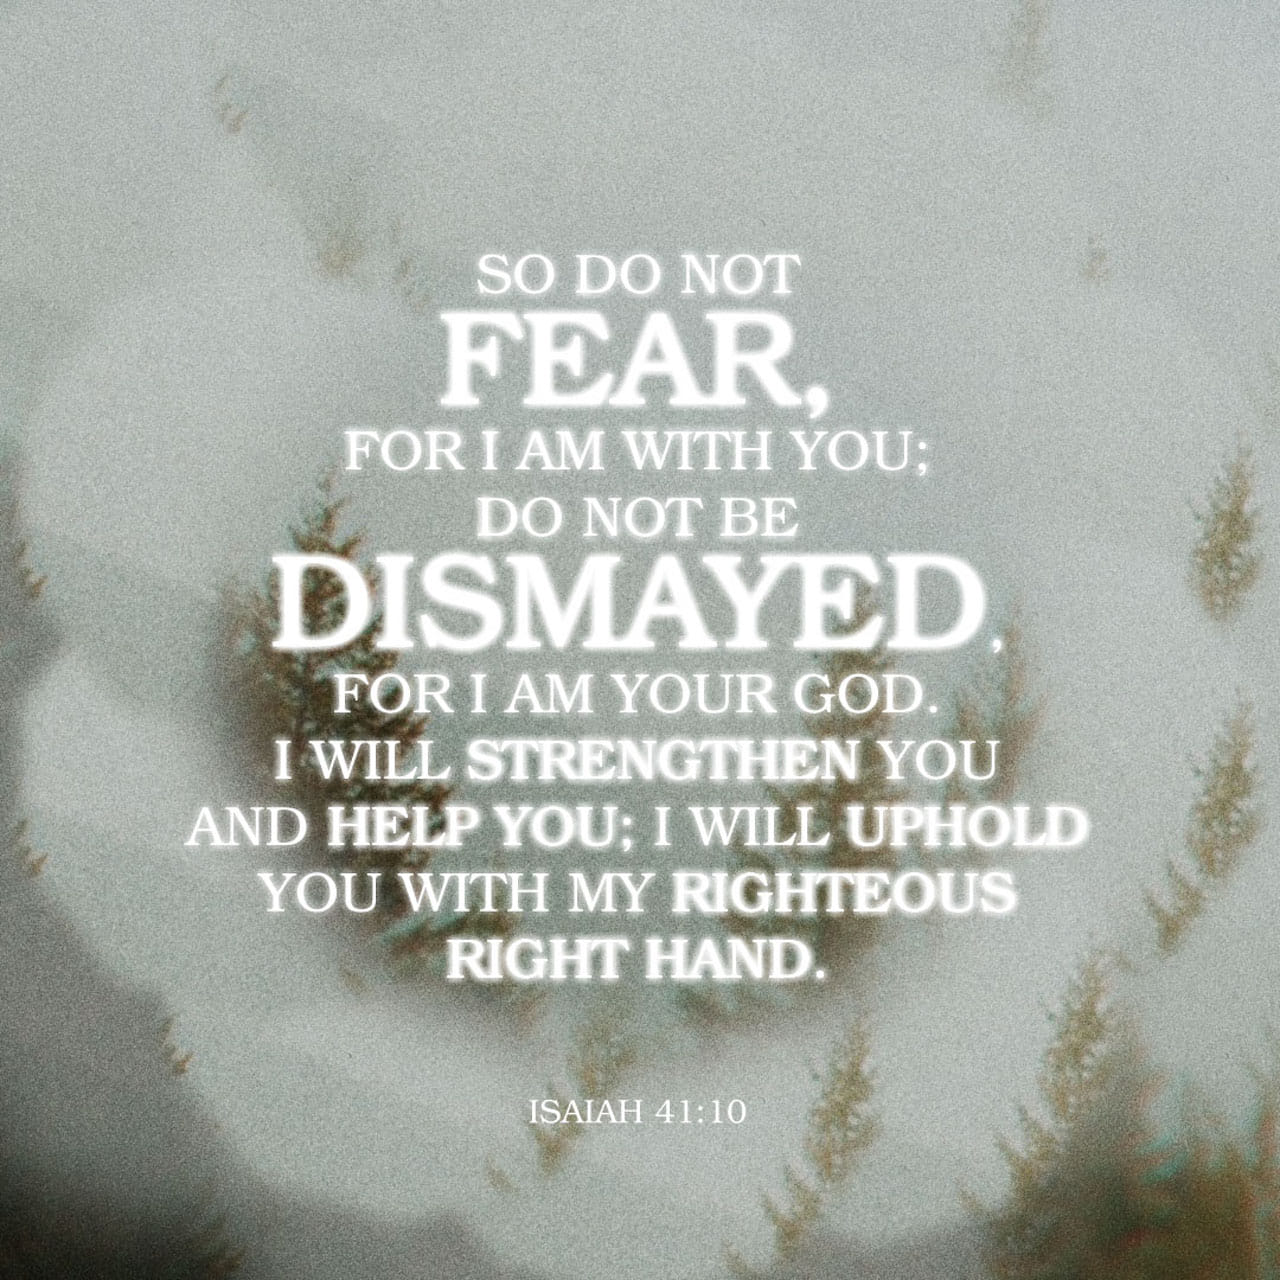 SO DO NOT
FEAR,
FOR I AM WITH YOU;
DO NOT BE
DISMAYED,
FOR I AM YOUR GOD.
I WILL STRENGTHEN YOU
AND HELP YOU; I WILL UPHOLD
YOU WITH MY RIGHTEOUS
RIGHT HAND.
ISAIAH 41:10